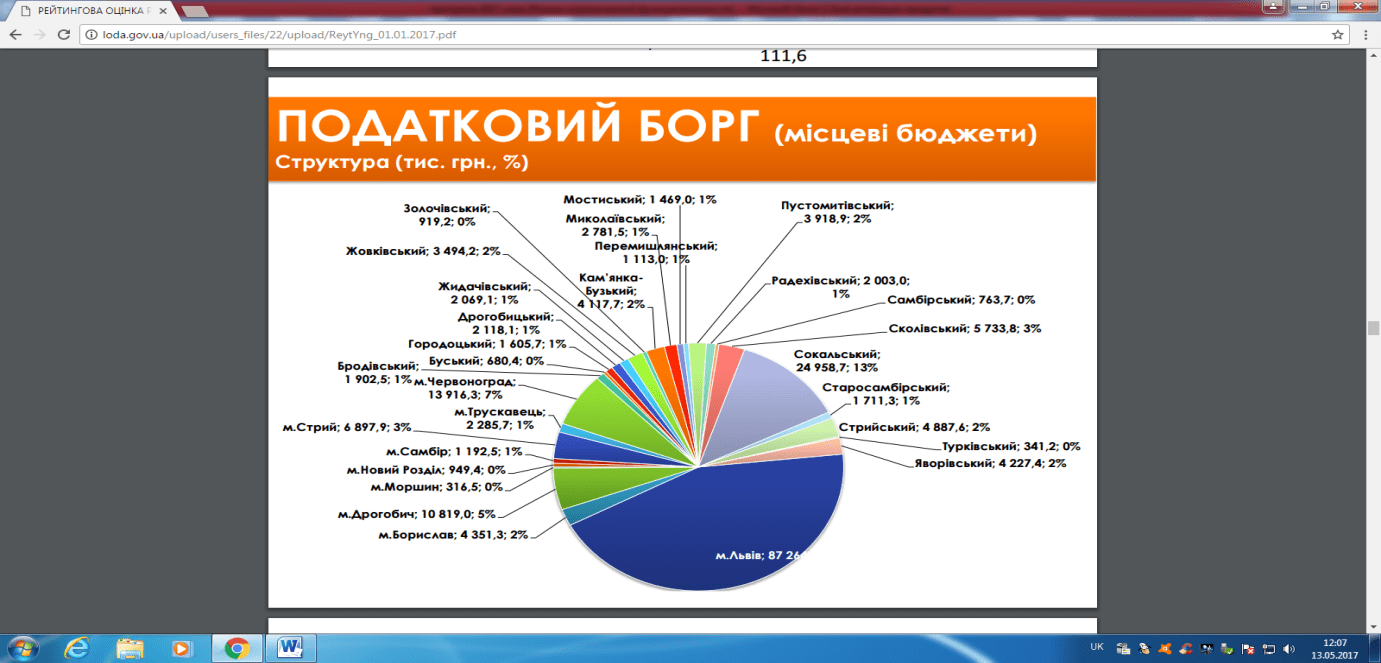 РЕЙТИНГОВА ОЦІНКА
loda.gov.ua/upload/users_files/22/upload/ReytYng_01.01.2017.pdf
111,6
ПОДАТКОВИЙ БОРГ (місцеві бюджети)
Структура (тис. грн., %)
Мостиський; 1 469,0; 1%
Золочівський;
919,2; 0%
Миколаївський;
2 781,5; 1%
Пустомитівський;
3 918,9; 2%
Жовківський; 3 494,2; 2%
Перемишлянський;
1 113,0; 1%
Кам'янка-
Бузький;
4 117,7; 2%
Радехівський; 2 003,0;
1%
Жидачівський;
2 069,1; 1%
Самбірський; 763,7; 0%
Дрогобицький;
2 118,1; 1%
Сколівський; 5 733,8; 3%
Городоцький; 1 605,7; 1%
Буський; 680,4; 0%
Сокальський;
24 958,7; 13%
Бродівський;
1 902,5; 1%
м.Червоноград;
13 916,3; 7%
Старосамбірський;
1 711,3; 1%
м.Трускавець;
2 285,7; 1%
м.Стрий; 6 897,9; 3%
Стрийський; 4 887,6; 2%
Турківський; 341,2; 0%
м.Самбір; 1 192,5; 1%
Яворівський; 4 227,4; 2%
м.Новий Розділ; 949,4; 0%
м.Моршин; 316,5; 0%
м.Дрогобич; 10 819,0; 5%
м.Борислав; 4 351,3; 2%
м.Львів; 87 26
UK
12:07
13.05.2017